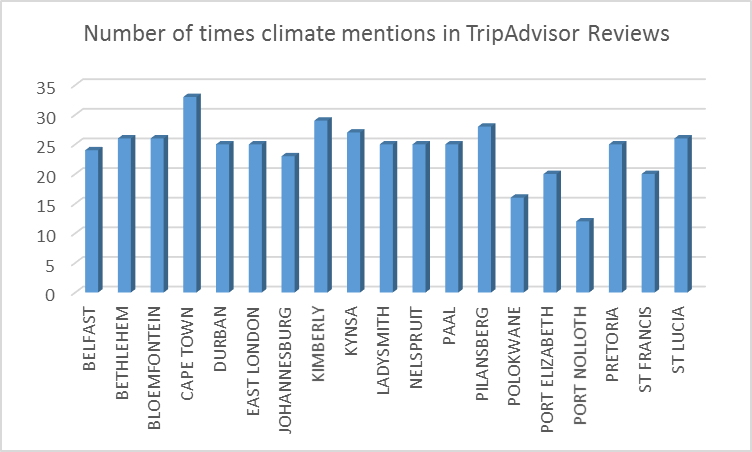 Number of times climate mentions in TripAdvisor Reviews
35
30
25
20
15
10
5
0
BELFAST
BETHLEHEM
BLOEMFONTEIN
CAPE TOWN
DURBAN
EAST LONDON
JOHANNESBURG
KIMBERLY
KYNSA
LADYSMITH
NELSPRUIT
PAAL
PILANSBERG
POLOKWANE
PORT ELIZABETH
PORT NOLLOTH
PRETORIA
ST FRANCIS
ST LUCIA